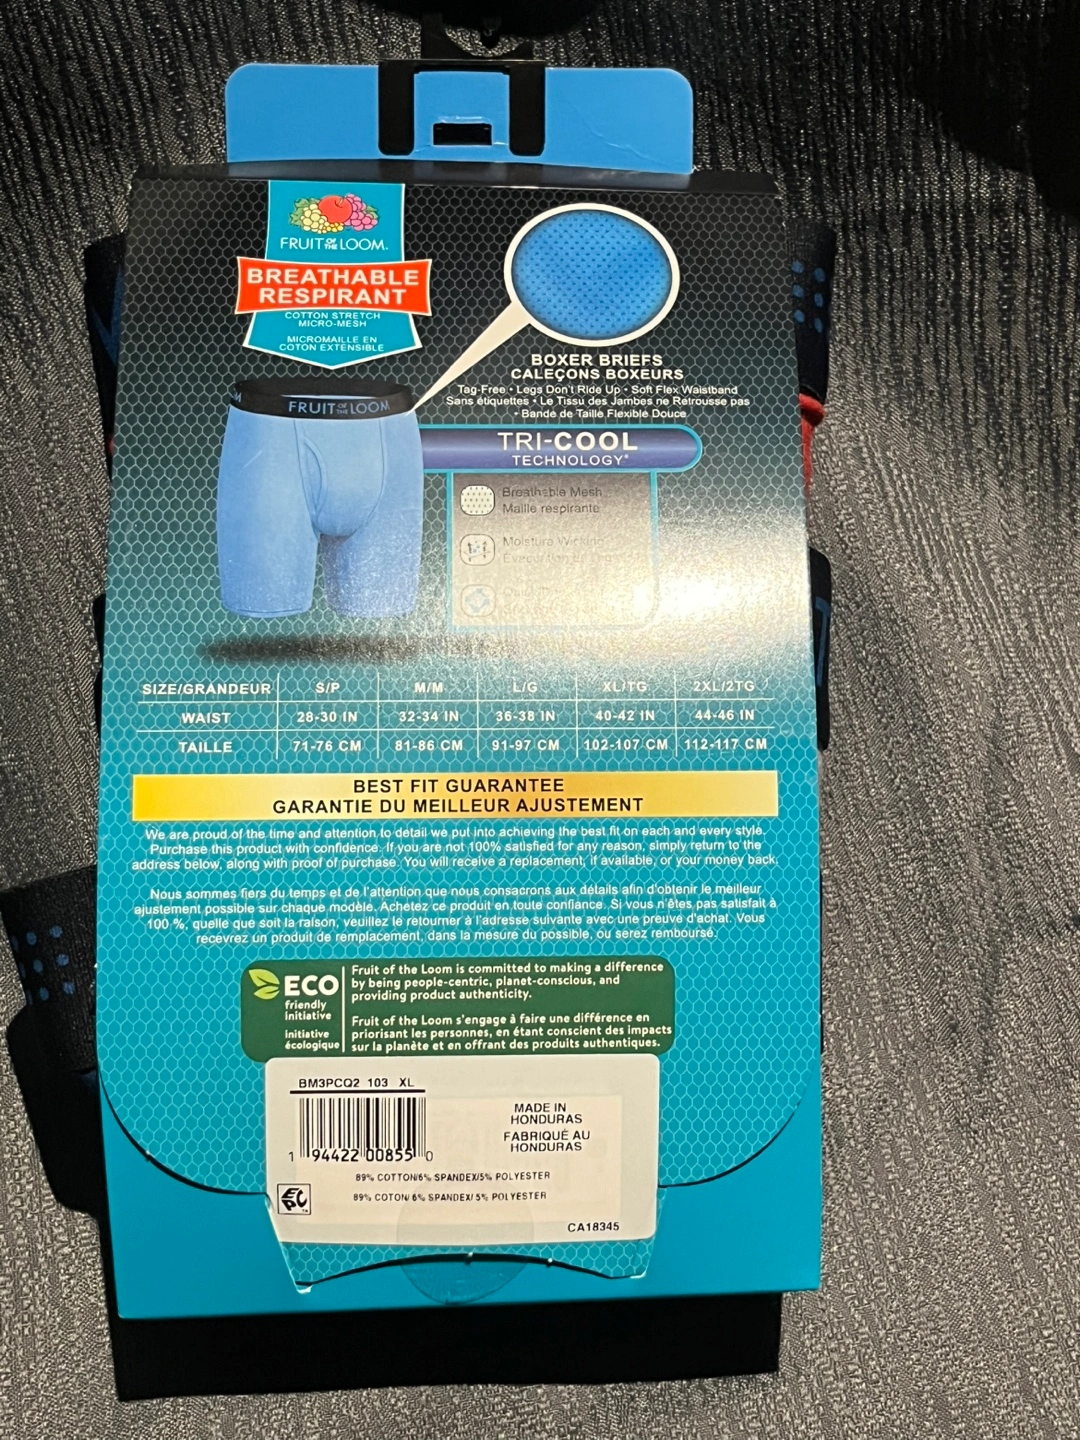 FRUIT OF THE LOOM.
BREATHABLE
RESPIRANT
COTTON STRETCH
MICRO-MESH
MICROMAILLE EN
COTON EXTENSIBLE
BOXER BRIEFS
CALEÇONS BOXEURS
Tag-Free • Legs Don't Ride Up • Soft Flex Waistband
Sans étiquettes • Le Tissu des Jambes ne Retrousse pas
• Bande de Taille Flexible Douce
FRUIT OF THE LOOM
TRI-COOL
TECHNOLOGY*
Breathable Mesh
Maille respirante
Moisture Wicking
SIZE/GRANDEUR S/P M/M L/G XL/TG 2XL/2TG
WAIST 28-30 IN 32-34 IN 36-38 IN 40-42 IN 44-46 IN
TAILLE 71-76 CM 81-86 CM 91-97 CM 102-107 CM 112-117 CM
BEST FIT GUARANTEE
GARANTIE DU MEILLEUR AJUSTEMENT
We are proud of the time and attention to detail we put into achieving the best fit on each and every style.
Purchase this product with confidence. If you are not 100% satisfied for any reason, simply return to the
address below, along with proof of purchase. You will receive a replacement, if available, or your money back.
Nous sommes fiers du temps et de l'attention que nous consacrons aux détails afin d'obtenir le meilleur
ajustement possible sur chaque modèle. Achetez ce produit en toute confiance. Si vous n'êtes pas satisfait à
100 %, quelle que soit la raison, veuillez le retourner à l'adresse suivante avec une preuve d'achat. Vous
recevrez un produit de remplacement, dans la mesure du possible, ou serez remboursé.
ECO
friendly
initiative
initiative
écologique
Fruit of the Loom is committed to making a difference
by being people-centric, planet-conscious, and
providing product authenticity.
Fruit of the Loom s'engage à faire une différence en
priorisant les personnes, en étant conscient des impacts
sur la planète et en offrant des produits authentiques.
BM3PCQ2 103 XL
1 94422 00855 0
MADE IN
HONDURAS
FABRIQUÉ AU
HONDURAS
89% COTTON/6% SPANDEX/5% POLYESTER
89% COTON/ 6% SPANDEX/ 5% POLYESTER
EPC
CA18345